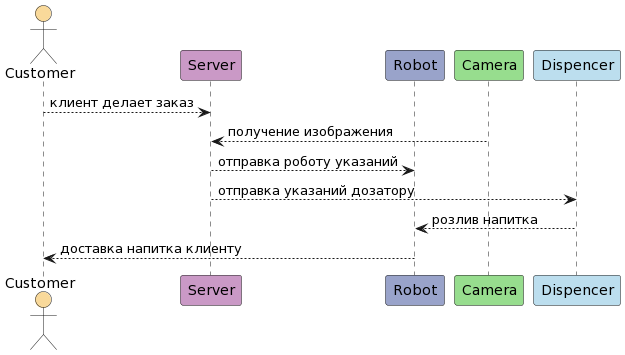 Customer
Server
Robot
Camera
Dispencer
клиент делает заказ
получение изображения
отправка роботу указаний
отправка указаний дозатору
розлив напитка
доставка напитка клиенту
Customer
Server
Robot
Camera
Dispencer